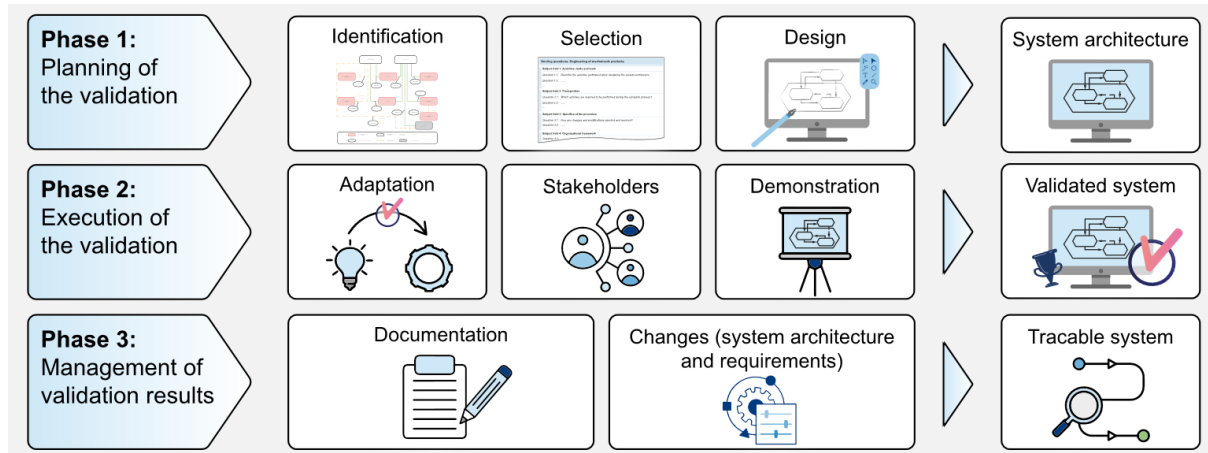 Phase 1:
Planning of
the validation
Identification
Selection
Design
System architecture
Phase 2:
Execution of
the validation
Adaptation
Stakeholders
Demonstration
Validated system
Phase 3:
Management of
validation results
Documentation
Changes (system architecture
and requirements)
Tracable system